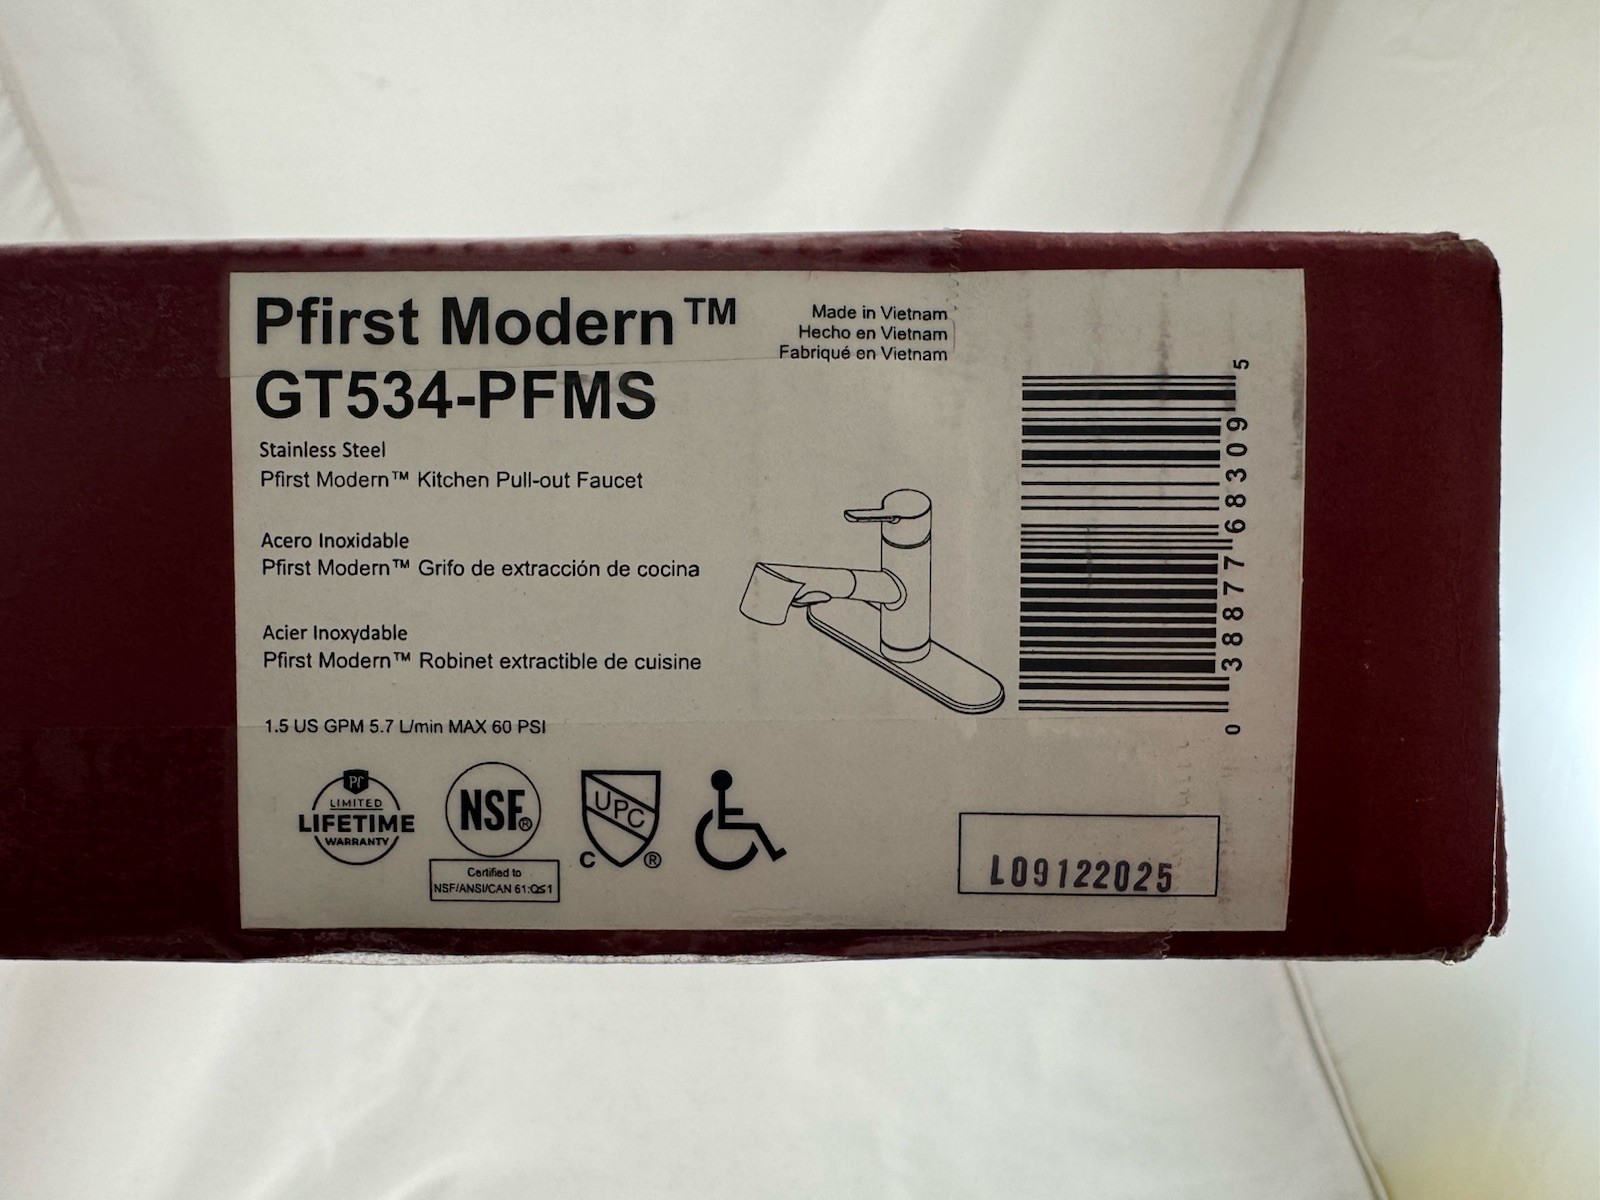 Pfirst Modern™
GT534-PFMS
Stainless Steel
Pfirst Modern™ Kitchen Pull-out Faucet
Acero Inoxidable
Pfirst Modern™ Grifo de extracción de cocina
Acier Inoxydable
Pfirst Modern™ Robinet extractible de cuisine
1.5 US GPM 5.7 L/min MAX 60 PSI
Made in Vietnam
Hecho en Vietnam
Fabriqué en Vietnam
0 38877 68309 5
Pf
LIMITED
LIFETIME
WARRANTY
NSF®
Certified to
NSF/ANSI/CAN 61:Q≤1
UPC
C ®
L09122025